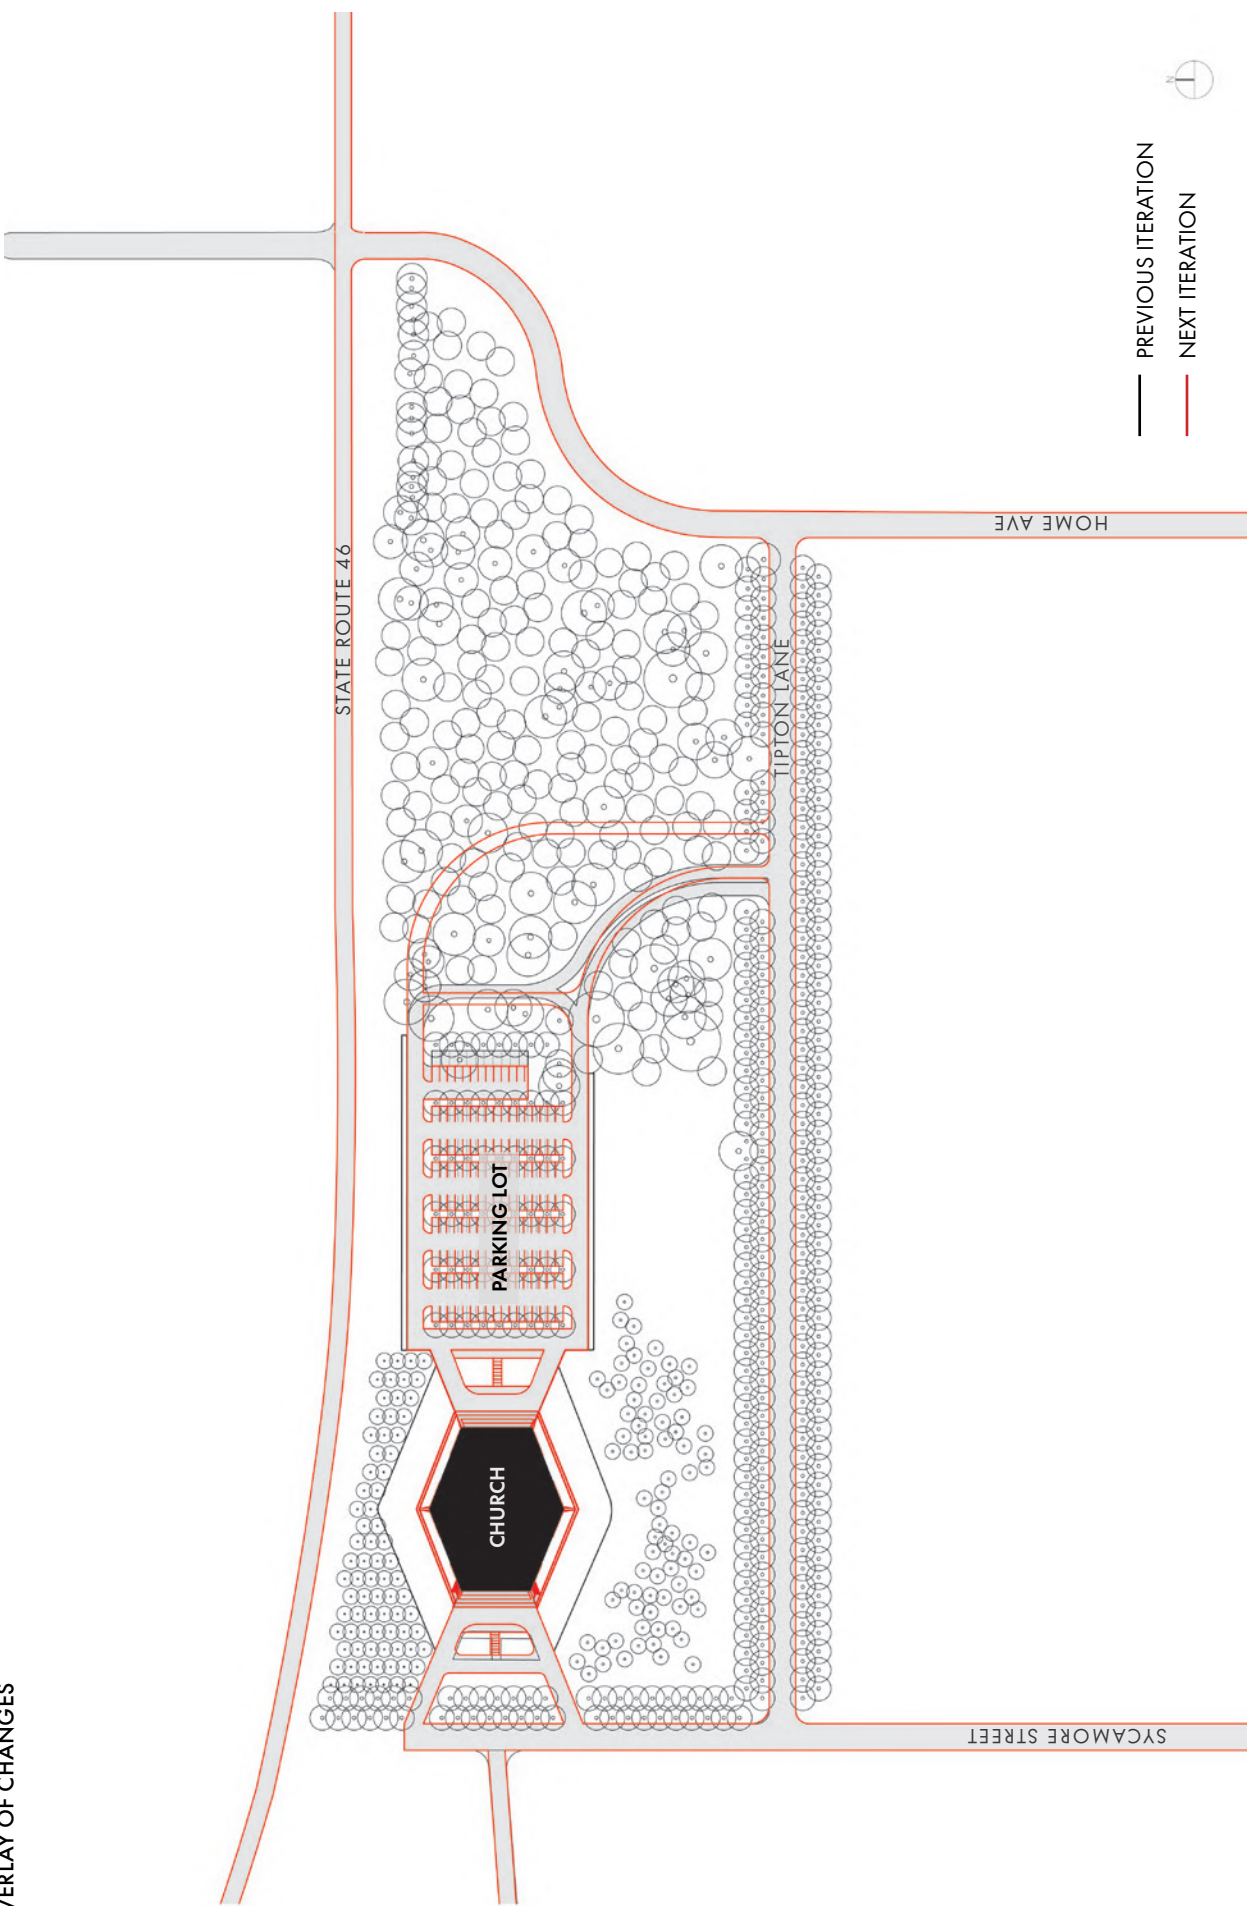 VERLAY OF CHANGES
STATE ROUTE 46
N
PREVIOUS ITERATION
NEXT ITERATION
HOME AVE
TIPTON LANE
PARKING LOT
CHURCH
SYCAMORE STREET